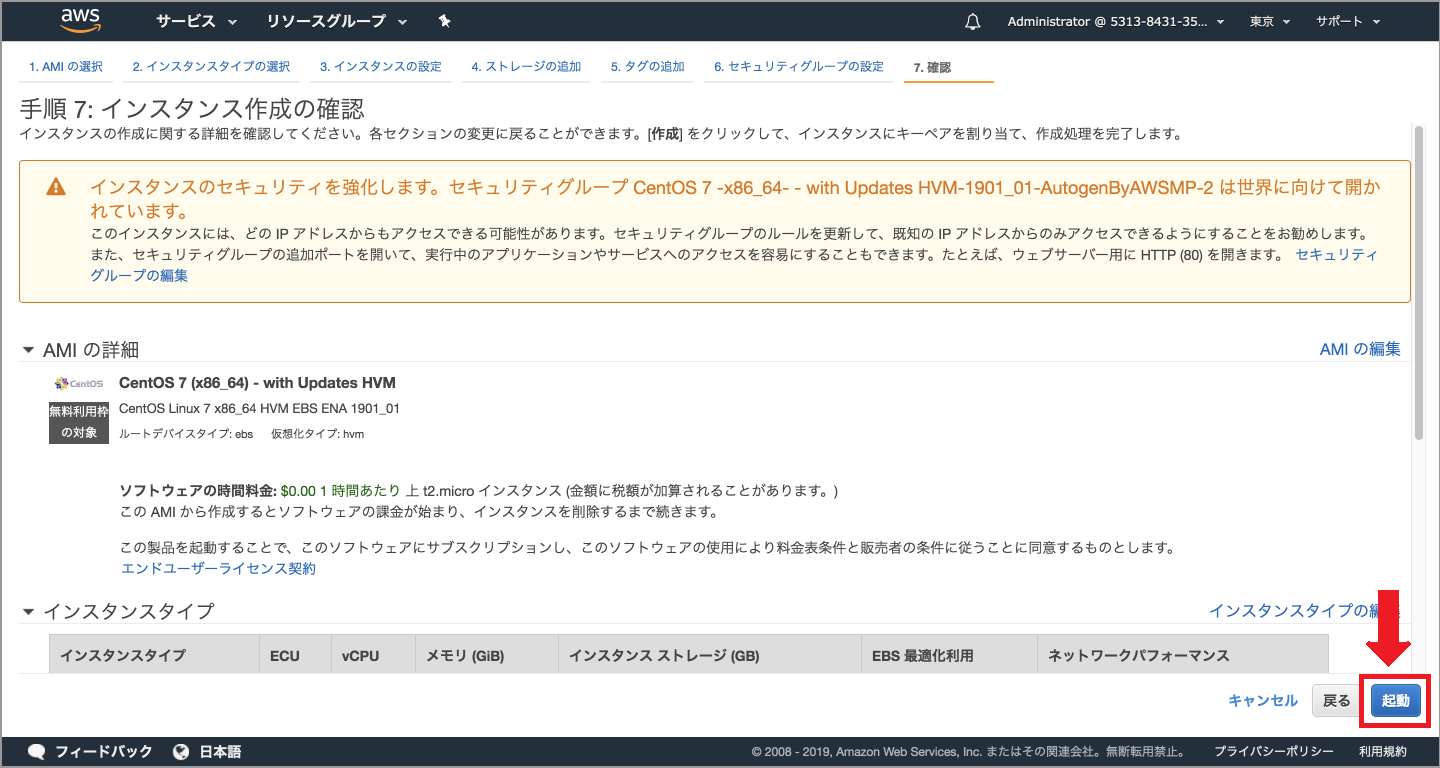 aws サービス リソースグループ Administrator @ 5313-8431-35... 東京 サポート
1. AMI の選択 2. インスタンスタイプの選択 3. インスタンスの設定 4. ストレージの追加 5. タグの追加 6. セキュリティグループの設定 7. 確認
手順 7: インスタンス作成の確認
インスタンスの作成に関する詳細を確認してください。各セクションの変更に戻ることができます。[作成] をクリックして、インスタンスにキーペアを割り当て、作成処理を完了します。
インスタンスのセキュリティを強化します。セキュリティグループ CentOS 7 -x86_64- - with Updates HVM-1901_01-AutogenByAWSMP-2 は世界に向けて開か
れています。
このインスタンスには、どの IP アドレスからもアクセスできる可能性があります。セキュリティグループのルールを更新して、既知の IP アドレスからのみアクセスできるようにすることをお勧めします。
また、セキュリティグループの追加ポートを開いて、実行中のアプリケーションやサービスへのアクセスを容易にすることもできます。たとえば、ウェブサーバー用に HTTP (80) を開きます。 セキュリティ
グループの編集
AMI の詳細 AMI の編集
CentOS CentOS 7 (x86_64) - with Updates HVM
無料利用枠 CentOS Linux 7 x86_64 HVM EBS ENA 1901_01
の対象 ルートデバイスタイプ: ebs 仮想化タイプ: hvm
ソフトウェアの時間料金: $0.00 1 時間あたり 上 t2.micro インスタンス (金額に税額が加算されることがあります。)
この AMI から作成するとソフトウェアの課金が始まり、インスタンスを削除するまで続きます。
この製品を起動することで、このソフトウェアにサブスクリプションし、このソフトウェアの使用により料金表条件と販売者の条件に従うことに同意するものとします。
エンドユーザーライセンス契約
インスタンスタイプ インスタンスタイプの編集
インスタンスタイプ ECU vCPU メモリ (GiB) インスタンス ストレージ (GB) EBS 最適化利用 ネットワークパフォーマンス
キャンセル 戻る 起動
フィードバック 日本語 © 2008 - 2019, Amazon Web Services, Inc. またはその関連会社。無断転用禁止。 プライバシーポリシー 利用規約